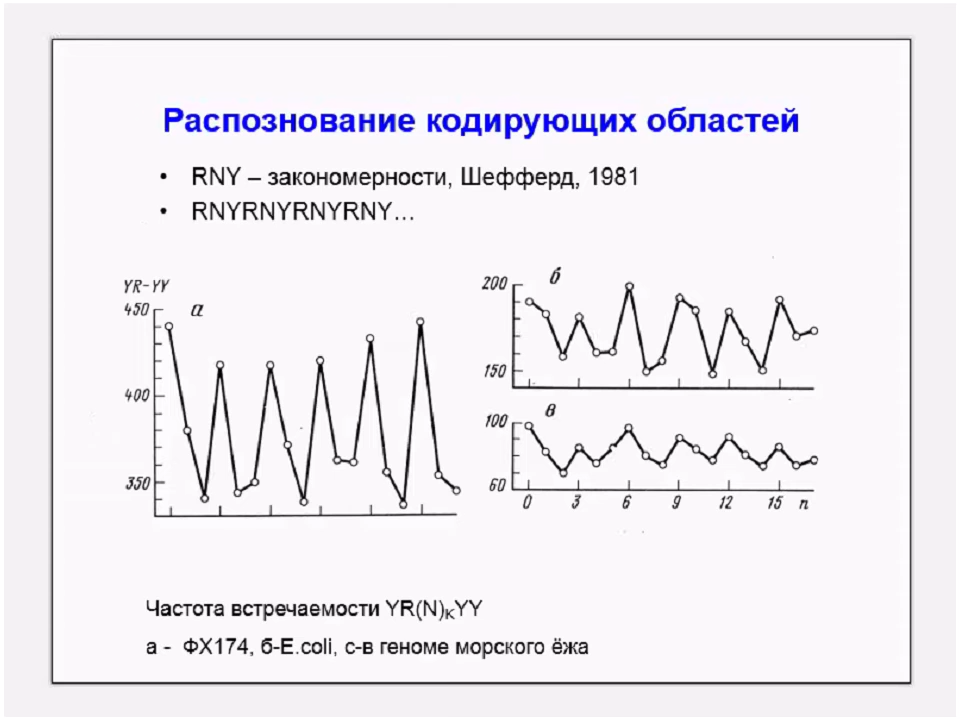 Распознование кодирующих областей
• RNY – закономерности, Шефферд, 1981
• RNYRNYRNYRNY…
YR–YY
450
а
400
350
200
б
150
100
в
60
0 3 6 9 12 15 n
Частота встречаемости YR(N)ₖYY
а - ФХ174, б-E.coli, с-в геноме морского ёжа